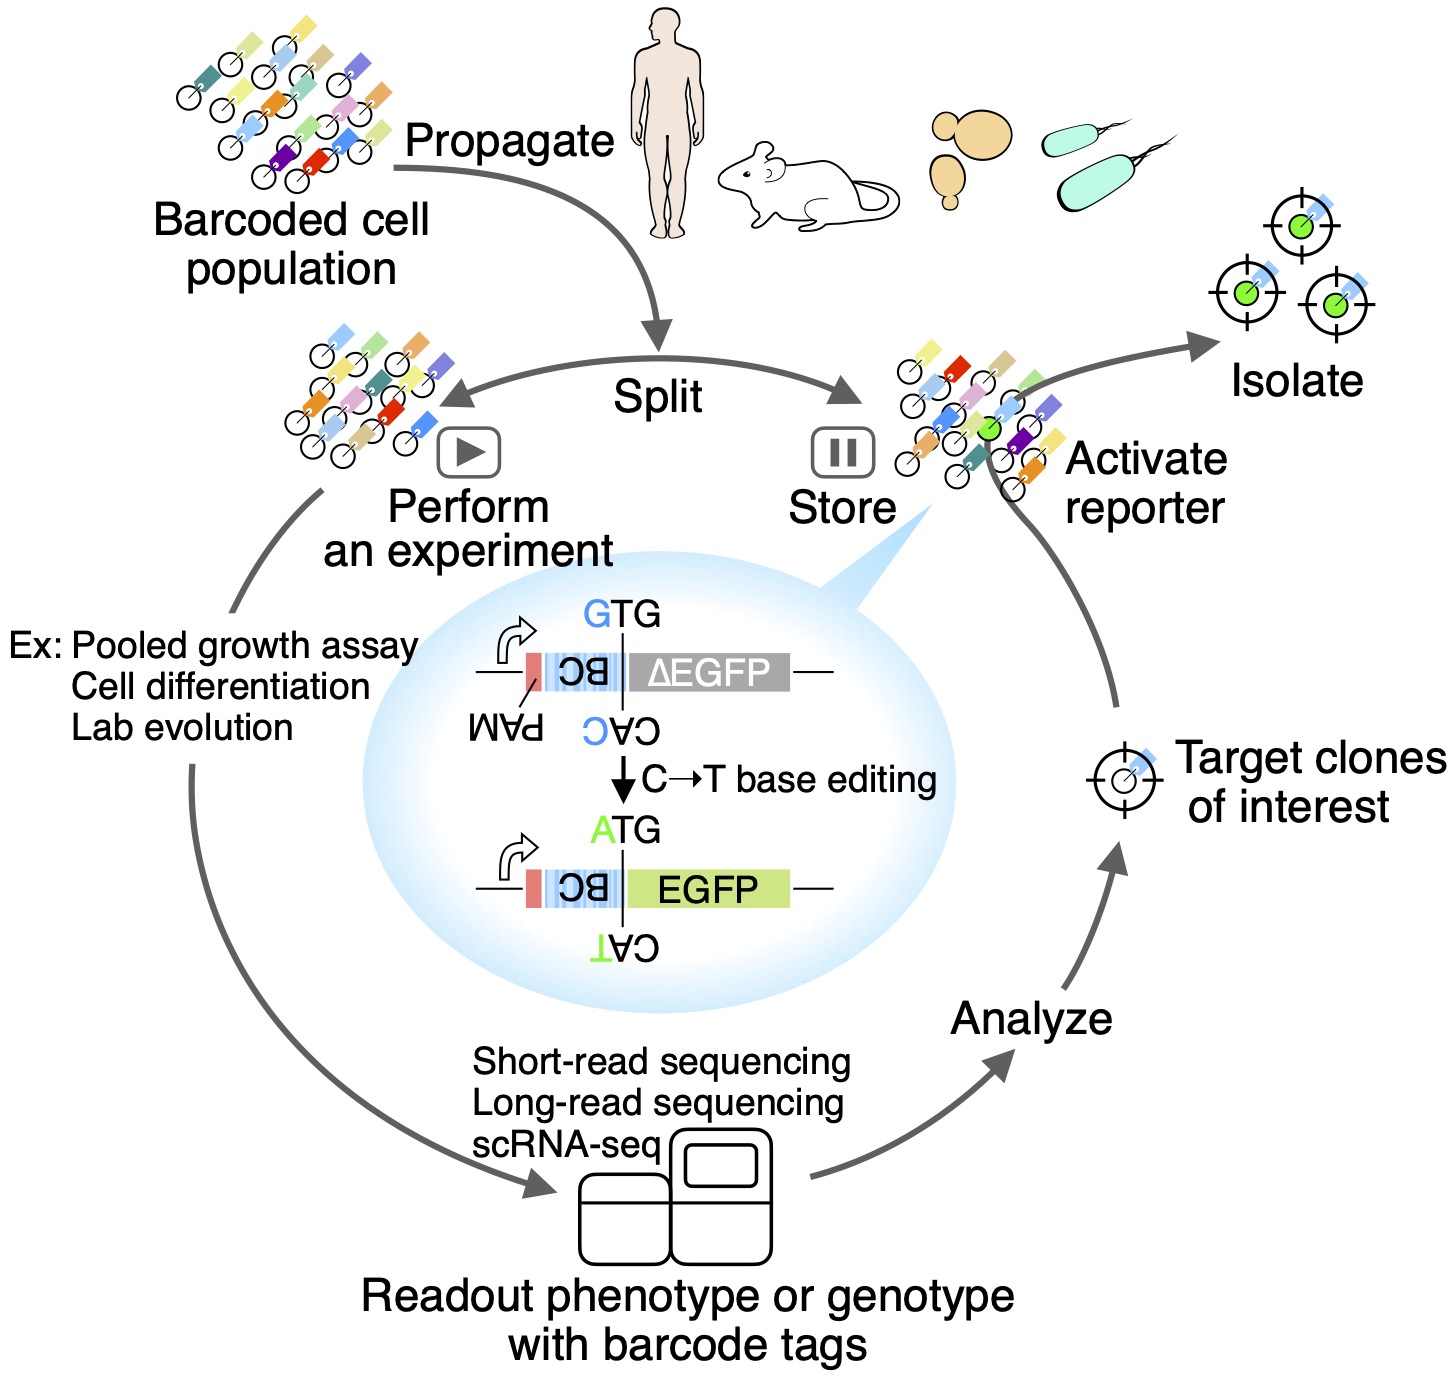 Propagate
Barcoded cell
population
Split
Isolate
Perform
an experiment
Store
Activate
reporter
Ex: Pooled growth assay
Cell differentiation
Lab evolution
GTG
BC
ΔEGFP
PAM
CAC
C→T base editing
ATG
BC
EGFP
CAT
Target clones
of interest
Analyze
Short-read sequencing
Long-read sequencing
scRNA-seq
Readout phenotype or genotype
with barcode tags